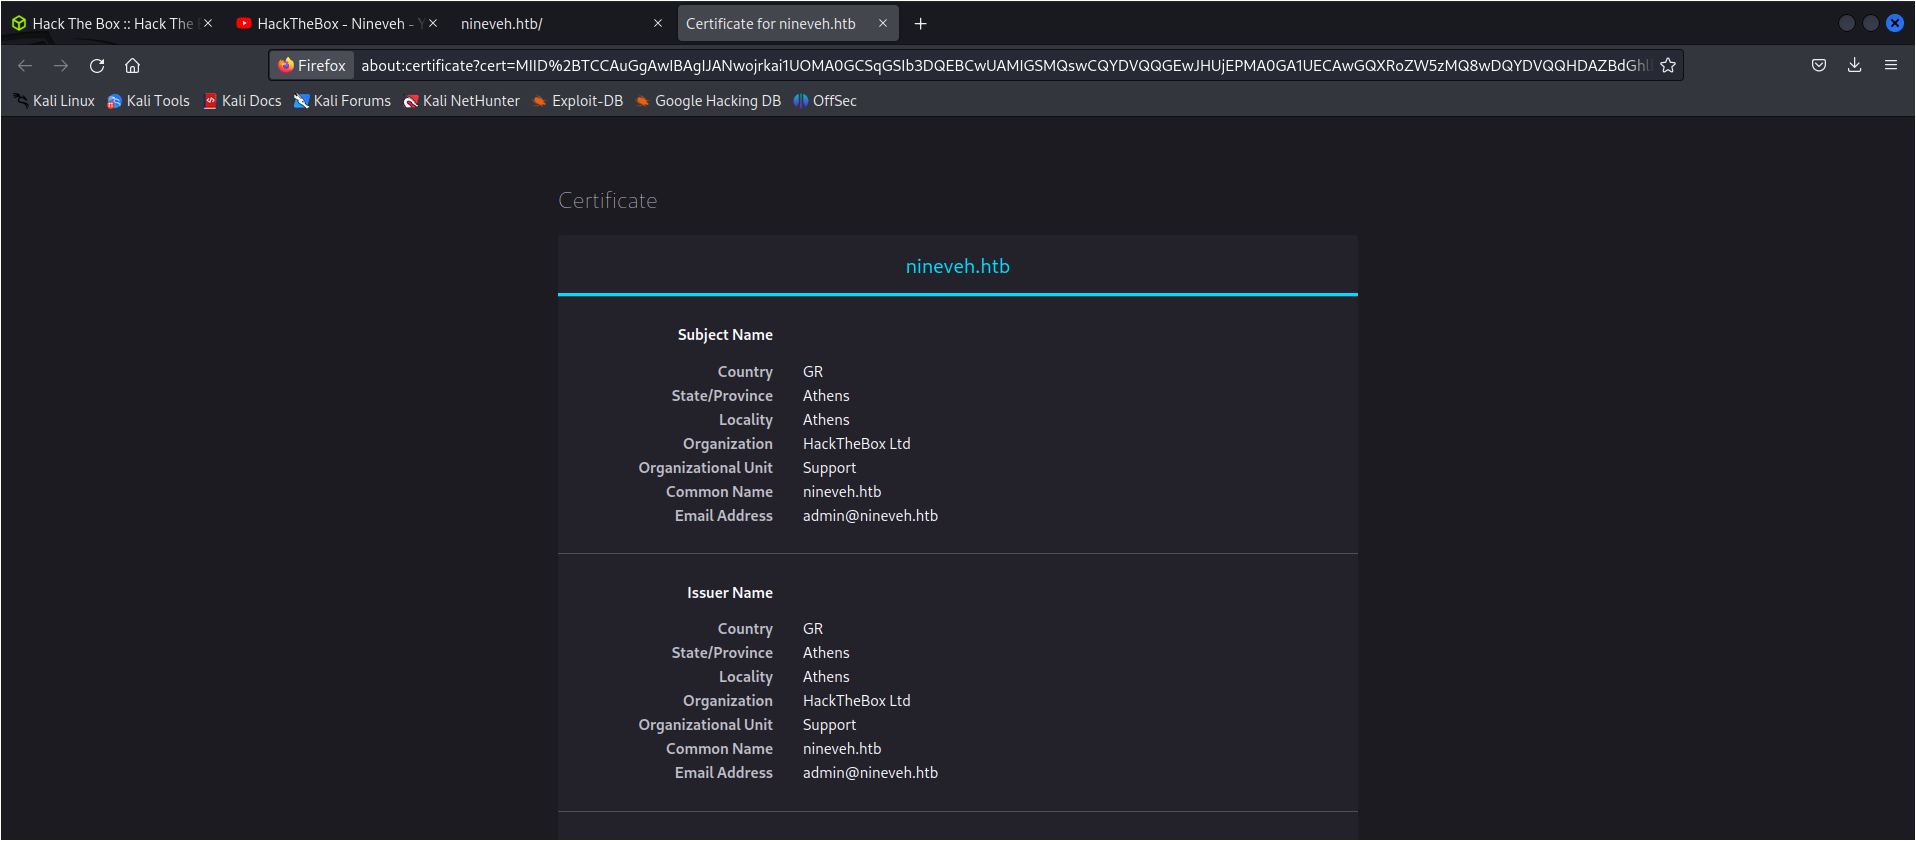 Hack The Box :: Hack The
HackTheBox - Nineveh -
nineveh.htb/
Certificate for nineveh.htb
Firefox
about:certificate?cert=MIID%2BTCCAuGgAwIBAgIJANwojrkai1UOMA0GCSqGSIb3DQEBCwUAMIGSMQswCQYDVQQGEwJHUjEPMA0GA1UECAwGQXRoZW5zMQ8wDQYDVQQHDAZBdGhl
Kali Linux Kali Tools Kali Docs Kali Forums Kali NetHunter Exploit-DB Google Hacking DB OffSec
Certificate
nineveh.htb
Subject Name
Country GR
State/Province Athens
Locality Athens
Organization HackTheBox Ltd
Organizational Unit Support
Common Name nineveh.htb
Email Address admin@nineveh.htb
Issuer Name
Country GR
State/Province Athens
Locality Athens
Organization HackTheBox Ltd
Organizational Unit Support
Common Name nineveh.htb
Email Address admin@nineveh.htb